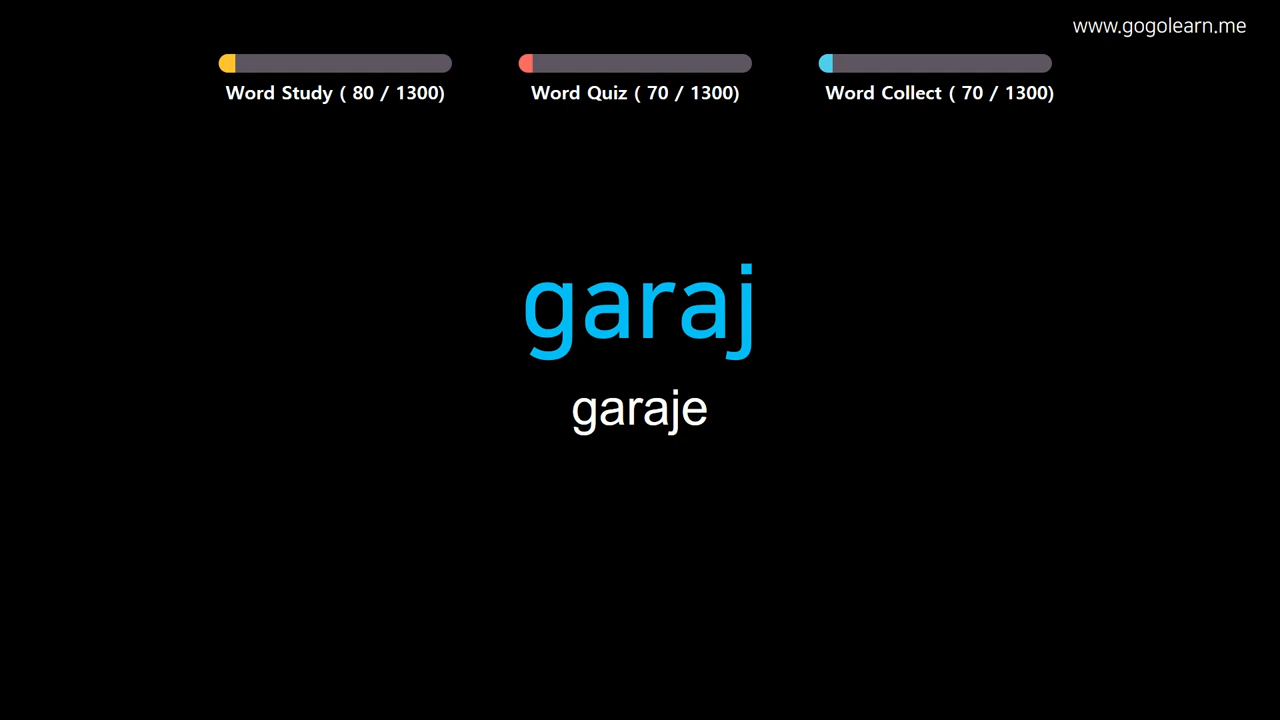 www.gogolearn.me
Word Study ( 80 / 1300)
Word Quiz ( 70 / 1300)
Word Collect ( 70 / 1300)
garaj
garaje